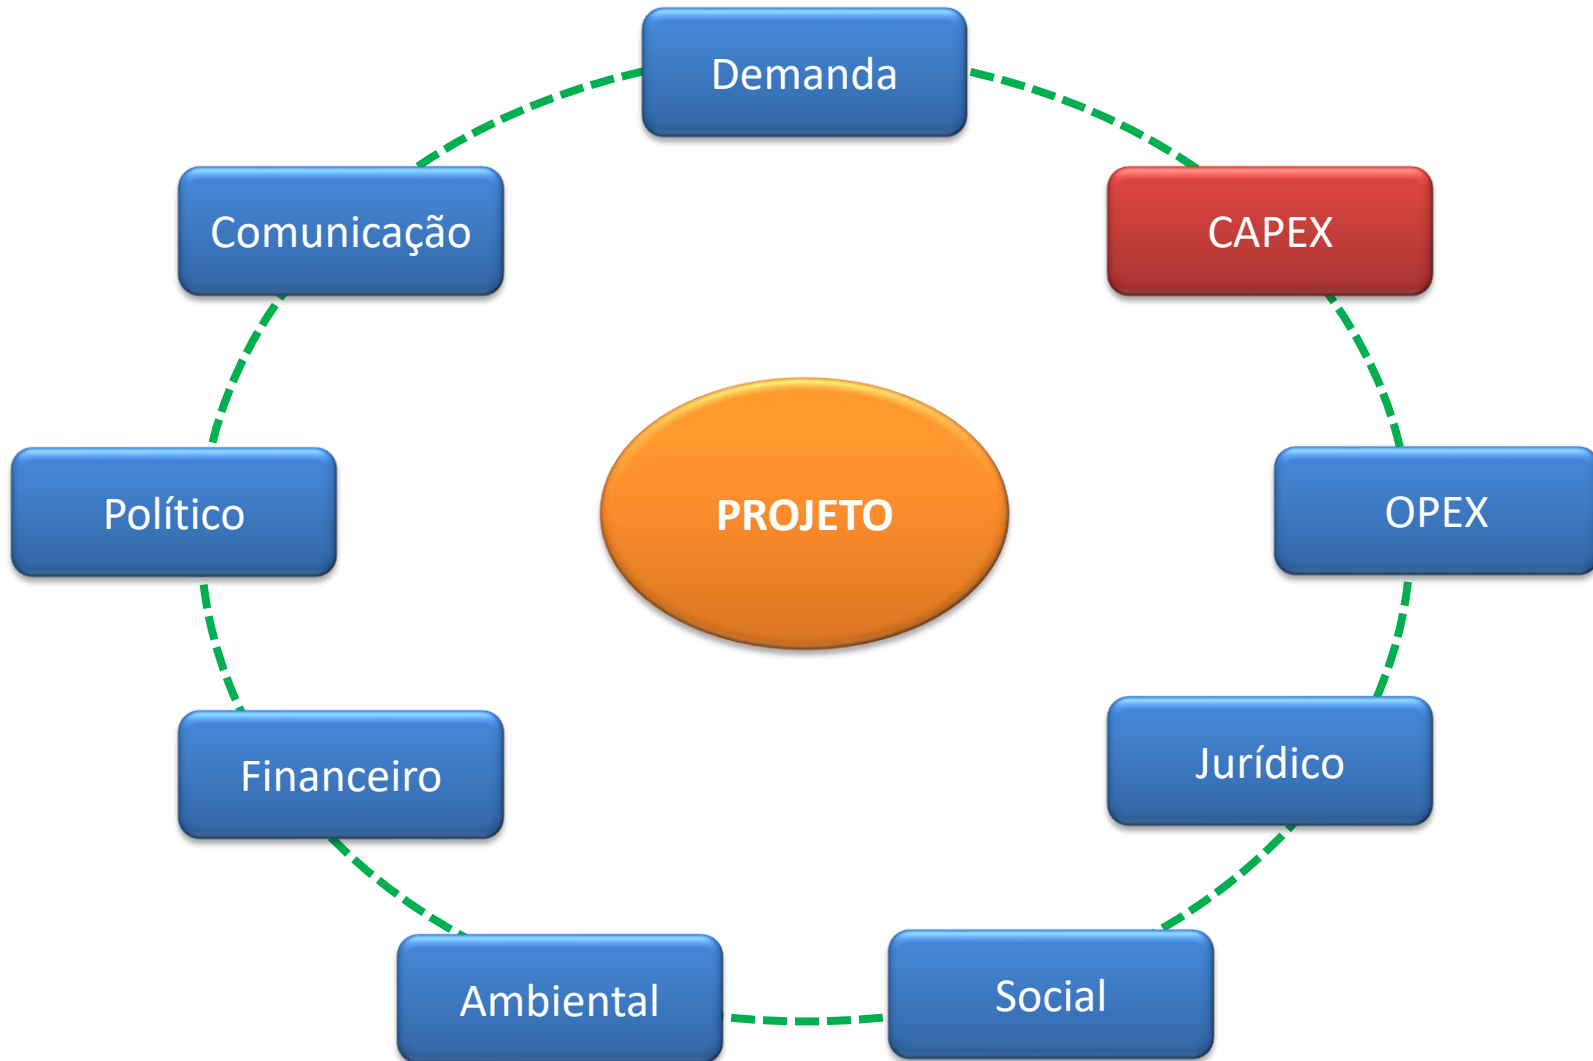 Demanda
Comunicação
CAPEX
Político
PROJETO
OPEX
Financeiro
Jurídico
Ambiental
Social